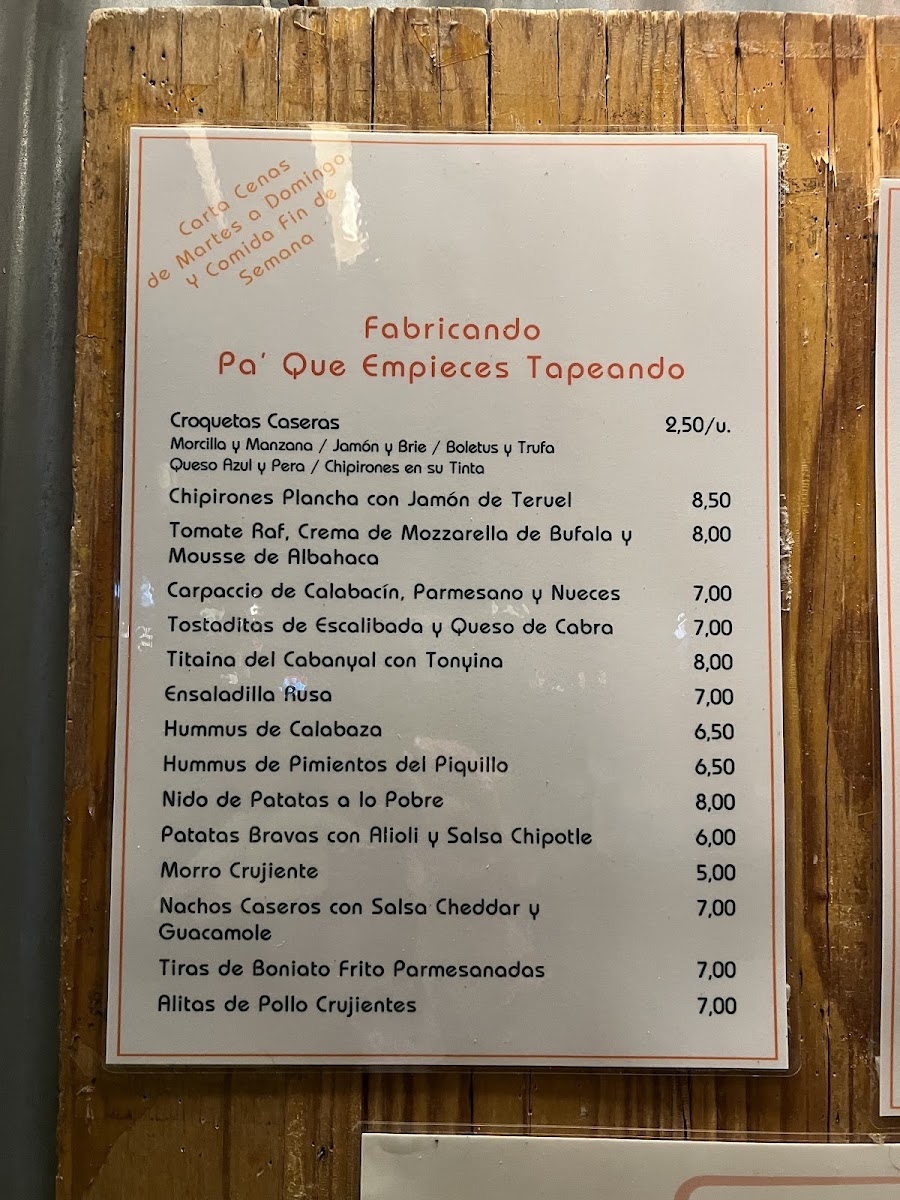 Carta Cenas
de Martes a Domingo
y Comida Fin de
Semana
Fabricando
Pa' Que Empieces Tapeando
Croquetas Caseras 2,50/u.
Morcilla y Manzana / Jamón y Brie / Boletus y Trufa
Queso Azul y Pera / Chipirones en su Tinta
Chipirones Plancha con Jamón de Teruel 8,50
Tomate Raf, Crema de Mozzarella de Bufala y 8,00
Mousse de Albahaca
Carpaccio de Calabacín, Parmesano y Nueces 7,00
Tostaditas de Escalibada y Queso de Cabra 7,00
Titaina del Cabanyal con Tonyina 8,00
Ensaladilla Rusa 7,00
Hummus de Calabaza 6,50
Hummus de Pimientos del Piquillo 6,50
Nido de Patatas a lo Pobre 8,00
Patatas Bravas con Alioli y Salsa Chipotle 6,00
Morro Crujiente 5,00
Nachos Caseros con Salsa Cheddar y 7,00
Guacamole
Tiras de Boniato Frito Parmesanadas 7,00
Alitas de Pollo Crujientes 7,00